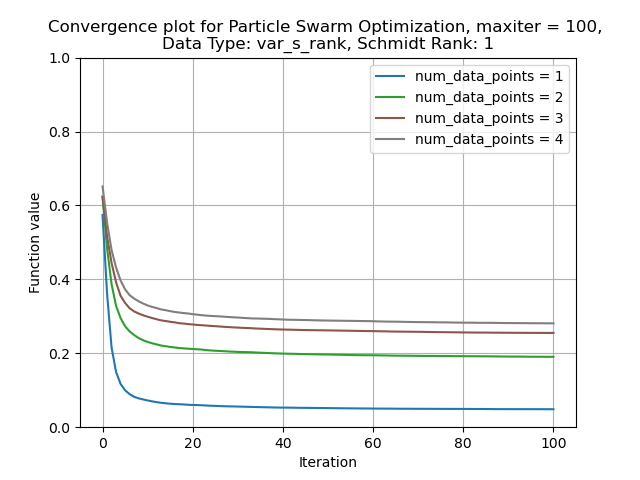 Convergence plot for Particle Swarm Optimization, maxiter = 100,
Data Type: var_s_rank, Schmidt Rank: 1
num_data_points = 1
num_data_points = 2
num_data_points = 3
num_data_points = 4
Function value
1.0
0.8
0.6
0.4
0.2
0.0
0 20 40 60 80 100
Iteration